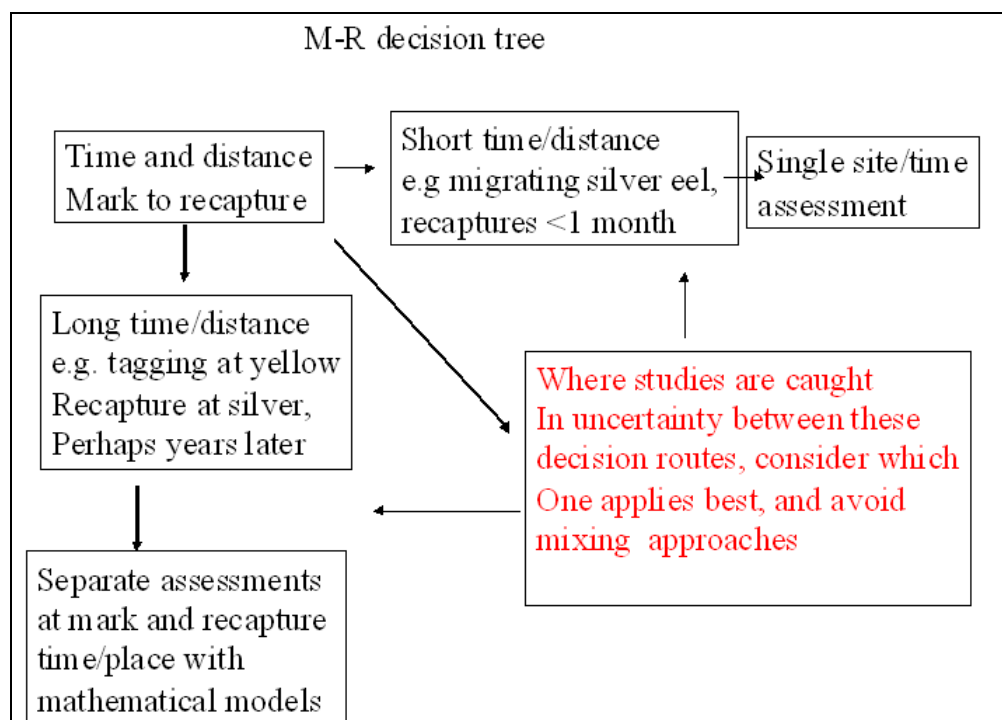 M-R decision tree
Time and distance
Mark to recapture
Short time/distance
e.g migrating silver eel,
recaptures <1 month
Single site/time
assessment
Long time/distance
e.g. tagging at yellow
Recapture at silver,
Perhaps years later
Where studies are caught
In uncertainty between these
decision routes, consider which
One applies best, and avoid
mixing approaches
Separate assessments
at mark and recapture
time/place with
mathematical models